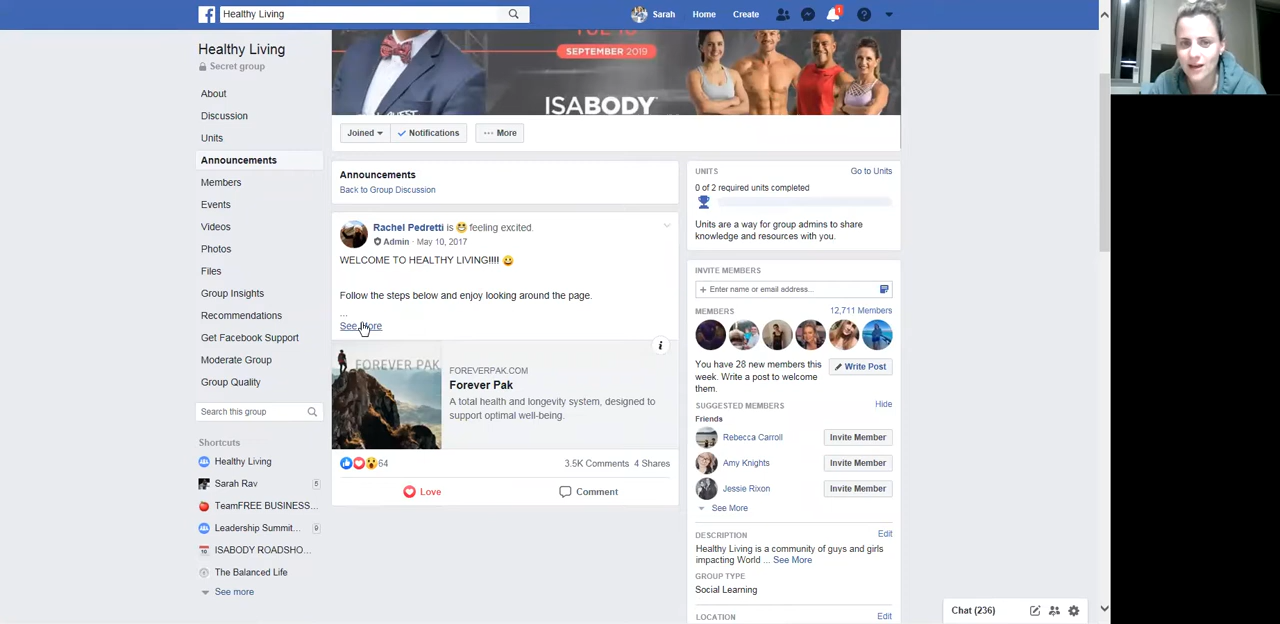 Healthy Living
Sarah
Home
Create
1
Healthy Living
Secret group
About
Discussion
Units
Announcements
Members
Events
Videos
Photos
Files
Group Insights
Recommendations
Get Facebook Support
Moderate Group
Group Quality
Search this group
Shortcuts
Healthy Living
Sarah Rav 5
TeamFREE BUSINESS...
Leadership Summit... 9
ISABODY ROADSHO...
The Balanced Life
See more
SEPTEMBER 2019
ISABODY
Joined
Notifications
More
Announcements
Back to Group Discussion
Rachel Pedretti is 😁 feeling excited.
Admin · May 10, 2017
WELCOME TO HEALTHY LIVING!!!! 😀
Follow the steps below and enjoy looking around the page.
...
See More
FOREVER PAK
FOREVERPAK.COM
Forever Pak
A total health and longevity system, designed to
support optimal well-being.
64
3.5K Comments 4 Shares
Love
Comment
UNITS
Go to Units
0 of 2 required units completed
Units are a way for group admins to share
knowledge and resources with you.
INVITE MEMBERS
+ Enter name or email address...
MEMBERS
12,711 Members
You have 28 new members this
week. Write a post to welcome
them.
Write Post
SUGGESTED MEMBERS
Hide
Friends
Rebecca Carroll
Invite Member
Amy Knights
Invite Member
Jessie Rixon
Invite Member
See More
DESCRIPTION
Edit
Healthy Living is a community of guys and girls
impacting World ... See More
GROUP TYPE
Social Learning
LOCATION
Edit
Chat (236)